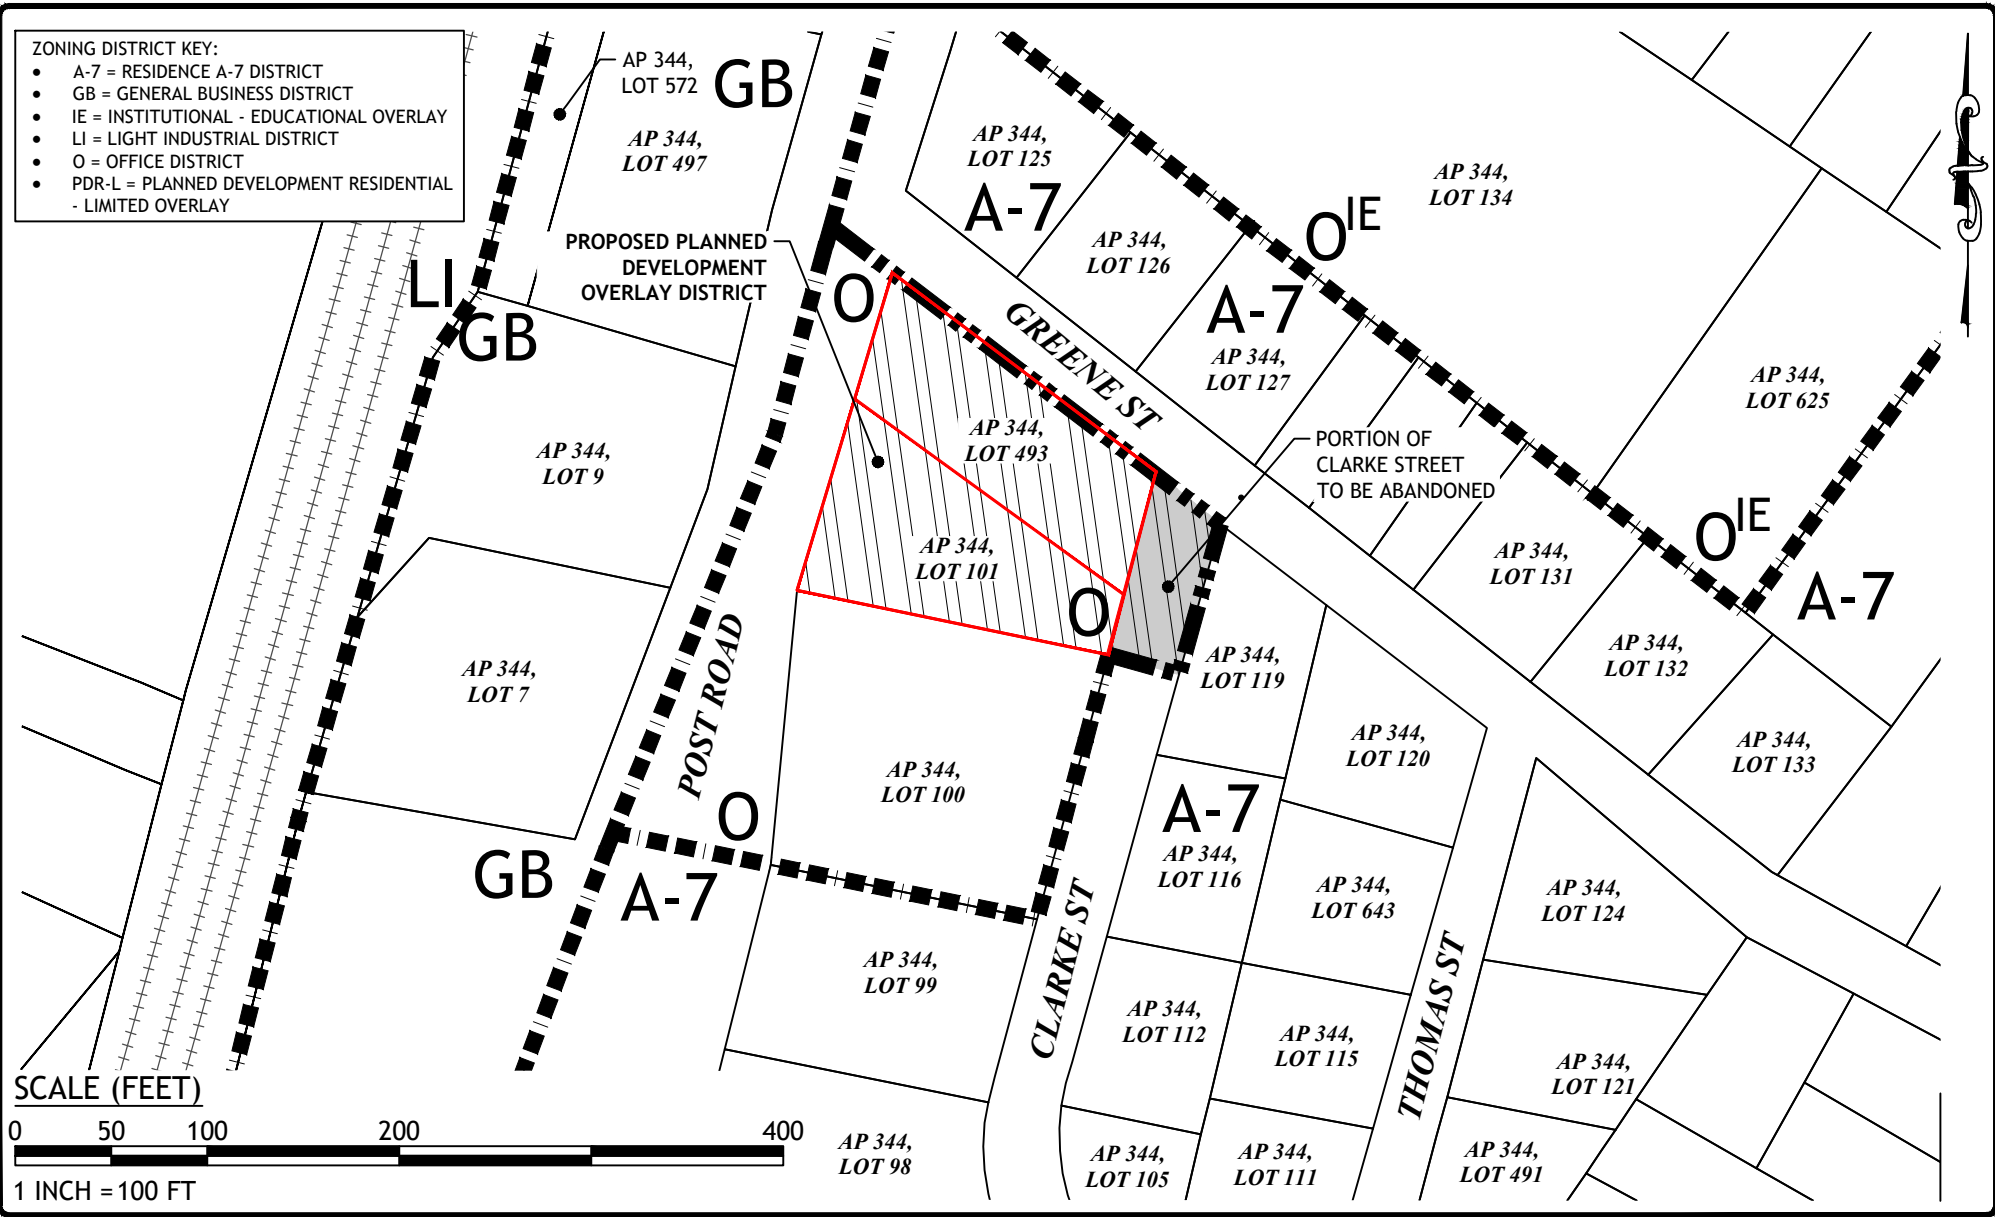 ZONING DISTRICT KEY:
• A-7 = RESIDENCE A-7 DISTRICT
• GB = GENERAL BUSINESS DISTRICT
• IE = INSTITUTIONAL - EDUCATIONAL OVERLAY
• LI = LIGHT INDUSTRIAL DISTRICT
• O = OFFICE DISTRICT
• PDR-L = PLANNED DEVELOPMENT RESIDENTIAL
- LIMITED OVERLAY
AP 344,
LOT 572
GB
AP 344,
LOT 497
AP 344,
LOT 125
A-7
AP 344,
LOT 126
AP 344,
LOT 134
O IE
PROPOSED PLANNED
DEVELOPMENT
OVERLAY DISTRICT
LI
GB
O
GREENE ST
A-7
AP 344,
LOT 127
AP 344,
LOT 625
AP 344,
LOT 9
AP 344,
LOT 493
PORTION OF
CLARKE STREET
TO BE ABANDONED
AP 344,
LOT 101
O
AP 344,
LOT 131
O IE
A-7
AP 344,
LOT 7
POST ROAD
AP 344,
LOT 119
AP 344,
LOT 132
AP 344,
LOT 120
AP 344,
LOT 133
AP 344,
LOT 100
O
A-7
GB
A-7
AP 344,
LOT 116
AP 344,
LOT 643
AP 344,
LOT 124
AP 344,
LOT 99
CLARKE ST
THOMAS ST
AP 344,
LOT 112
AP 344,
LOT 115
AP 344,
LOT 121
SCALE (FEET)
0 50 100 200 400
1 INCH = 100 FT
AP 344,
LOT 98
AP 344,
LOT 105
AP 344,
LOT 111
AP 344,
LOT 491